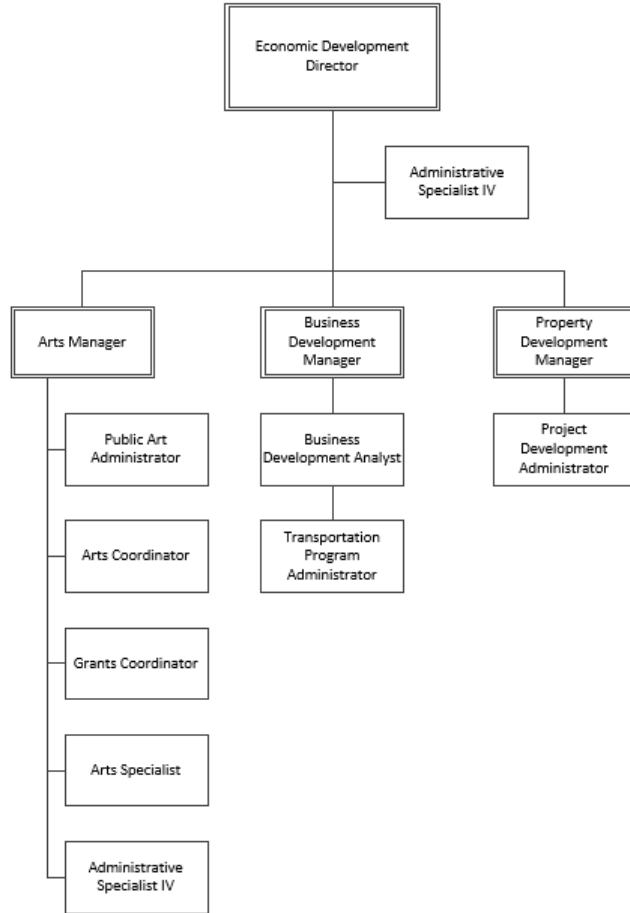 Economic Development
Director
Administrative
Specialist IV
Arts Manager
Business
Development
Manager
Property
Development
Manager
Public Art
Administrator
Business
Development Analyst
Project
Development
Administrator
Arts Coordinator
Transportation
Program
Administrator
Grants Coordinator
Arts Specialist
Administrative
Specialist IV